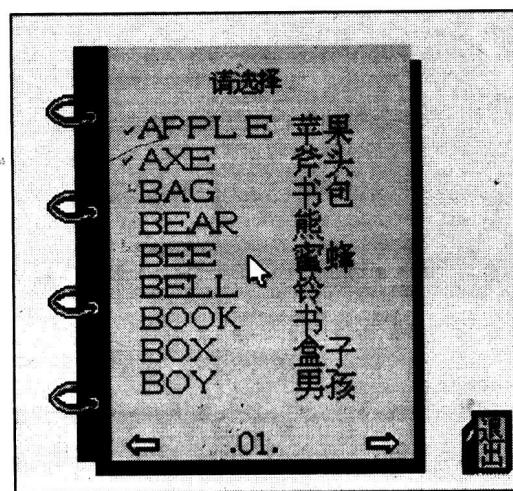 请选择
✓APPLE 苹果
✓AXE 斧头
BAG 书包
BEAR 熊
BEE 蜜蜂
BELL 铃
BOOK 书
BOX 盒子
BOY 男孩
.01.
退出